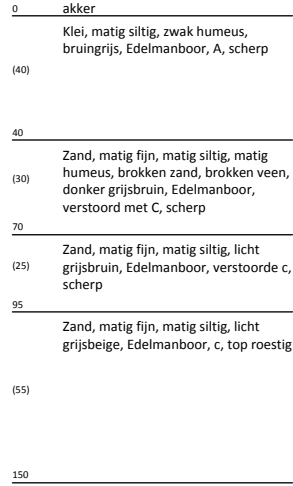 0 akker
Klei, matig siltig, zwak humeus,
bruingrijs, Edelmanboor, A, scherp
(40)
40
Zand, matig fijn, matig siltig, matig
humeus, brokken zand, brokken veen,
(30)
donker grijsbruin, Edelmanboor,
verstoord met C, scherp
70
Zand, matig fijn, matig siltig, licht
(25) grijsbruin, Edelmanboor, verstoorde c,
scherp
95
Zand, matig fijn, matig siltig, licht
grijsbeige, Edelmanboor, c, top roestig
(55)
150